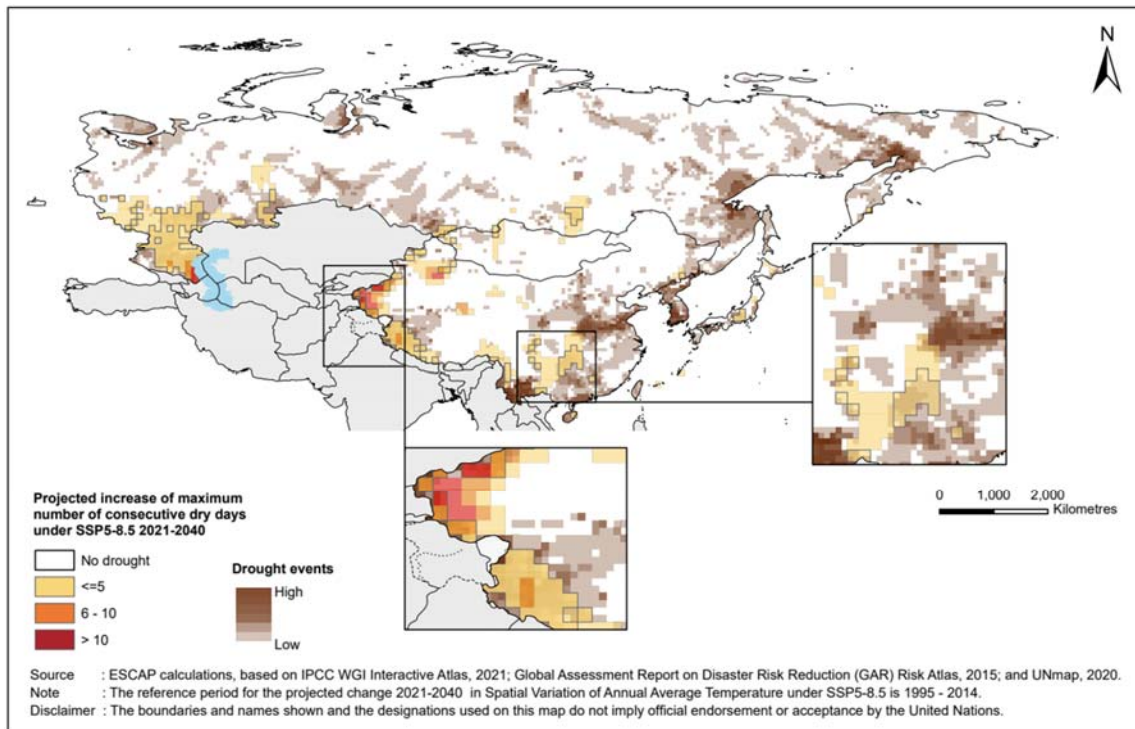 N
0 1,000 2,000
Kilometres
Projected increase of maximum
number of consecutive dry days
under SSP5-8.5 2021-2040
No drought
<=5
6 - 10
> 10
Drought events
High
Low
Source : ESCAP calculations, based on IPCC WGI Interactive Atlas, 2021; Global Assessment Report on Disaster Risk Reduction (GAR) Risk Atlas, 2015; and UNmap, 2020.
Note : The reference period for the projected change 2021-2040 in Spatial Variation of Annual Average Temperature under SSP5-8.5 is 1995 - 2014.
Disclaimer : The boundaries and names shown and the designations used on this map do not imply official endorsement or acceptance by the United Nations.